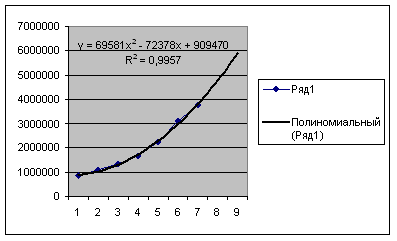 7000000
6000000
5000000
4000000
3000000
2000000
1000000
0
y = 69581x² - 72378x + 909470
R² = 0,9957
1 2 3 4 5 6 7 8 9
Ряд1
Полиномиальный
(Ряд1)